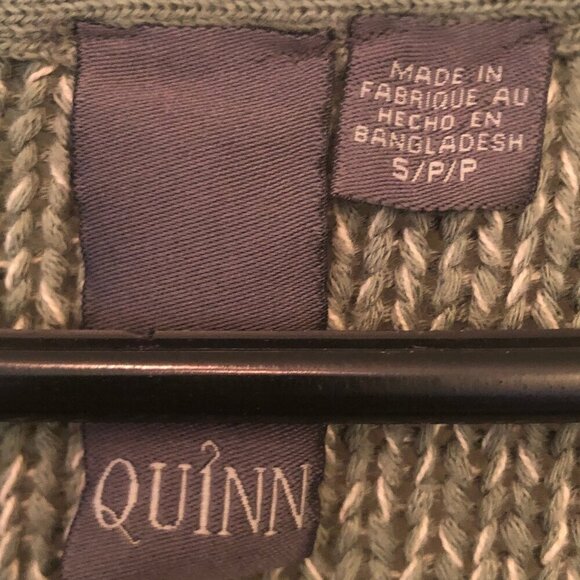 MADE IN
FABRIQUE AU
HECHO EN
BANGLADESH
S/P/P
QUINN